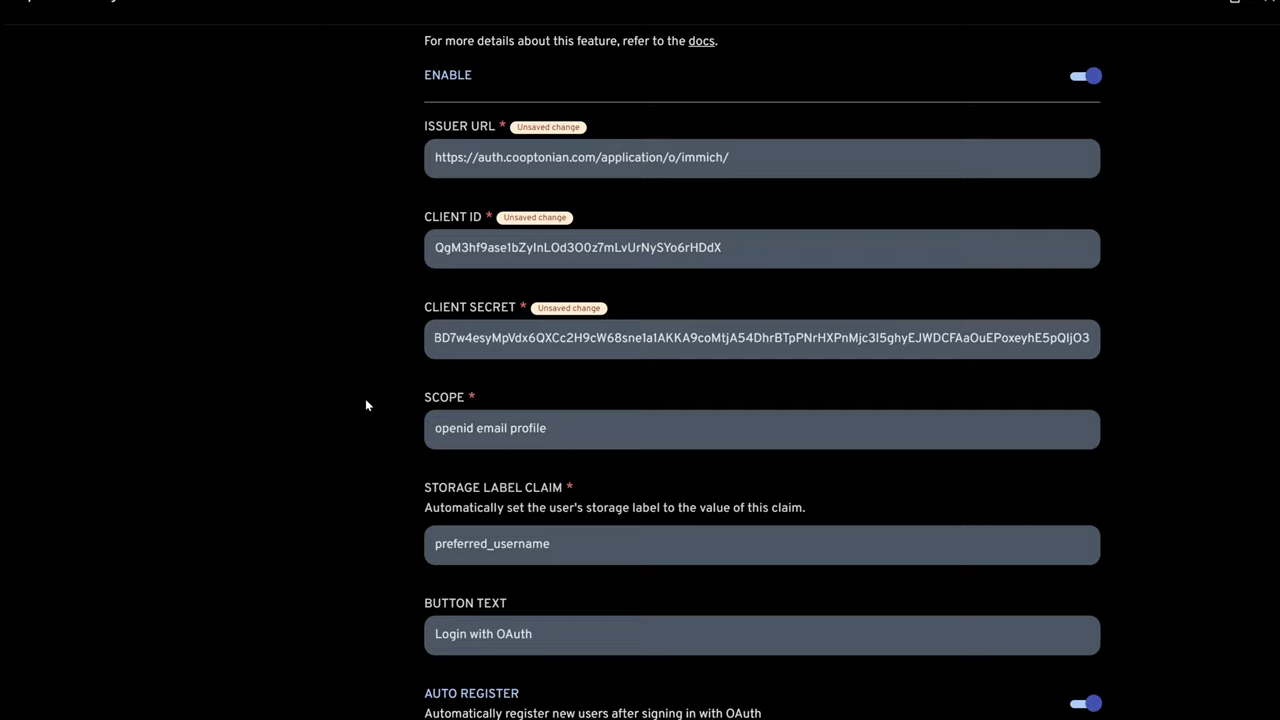 For more details about this feature, refer to the docs.
ENABLE
ISSUER URL * Unsaved change
https://auth.cooptonian.com/application/o/immich/
CLIENT ID * Unsaved change
QgM3hf9ase1bZyInLOd3O0z7mLvUrNySYo6rHDdX
CLIENT SECRET * Unsaved change
BD7w4esyMpVdx6QXCc2H9cW68sne1a1AKKA9coMtjA54DhrBTpPNrHXPnMjc3I5ghyEJWDCFAaOuEPoxeyhE5pQIjO3
SCOPE *
openid email profile
STORAGE LABEL CLAIM *
Automatically set the user's storage label to the value of this claim.
preferred_username
BUTTON TEXT
Login with OAuth
AUTO REGISTER
Automatically register new users after signing in with OAuth